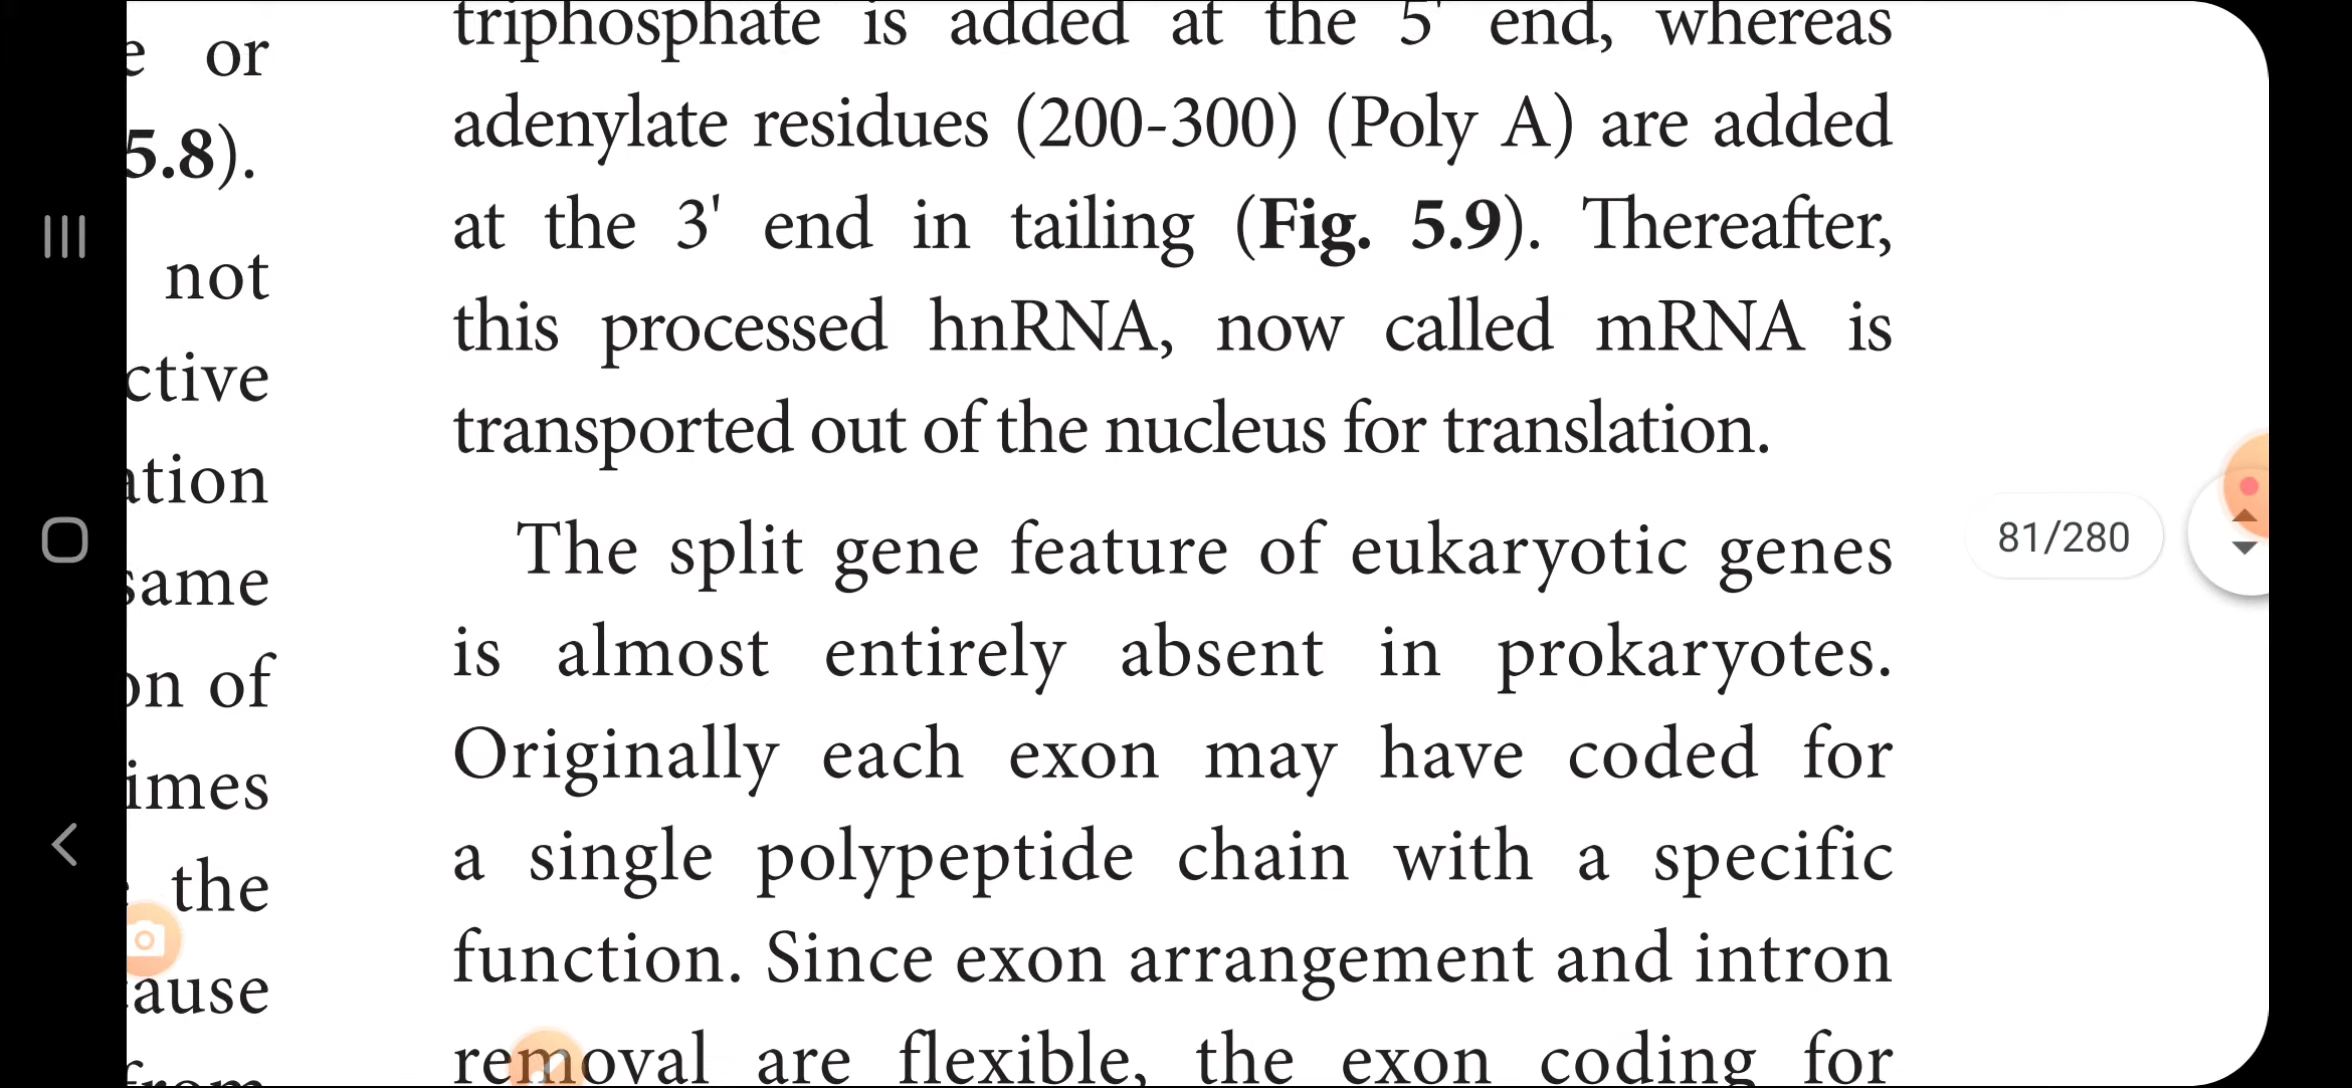 e or
5.8).
not
ctive
ation
same
on of
imes
the
ause
from
triphosphate is added at the 5' end, whereas
adenylate residues (200-300) (Poly A) are added
at the 3' end in tailing (Fig. 5.9). Thereafter,
this processed hnRNA, now called mRNA is
transported out of the nucleus for translation.
The split gene feature of eukaryotic genes
is almost entirely absent in prokaryotes.
Originally each exon may have coded for
a single polypeptide chain with a specific
function. Since exon arrangement and intron
removal are flexible, the exon coding for
81/280